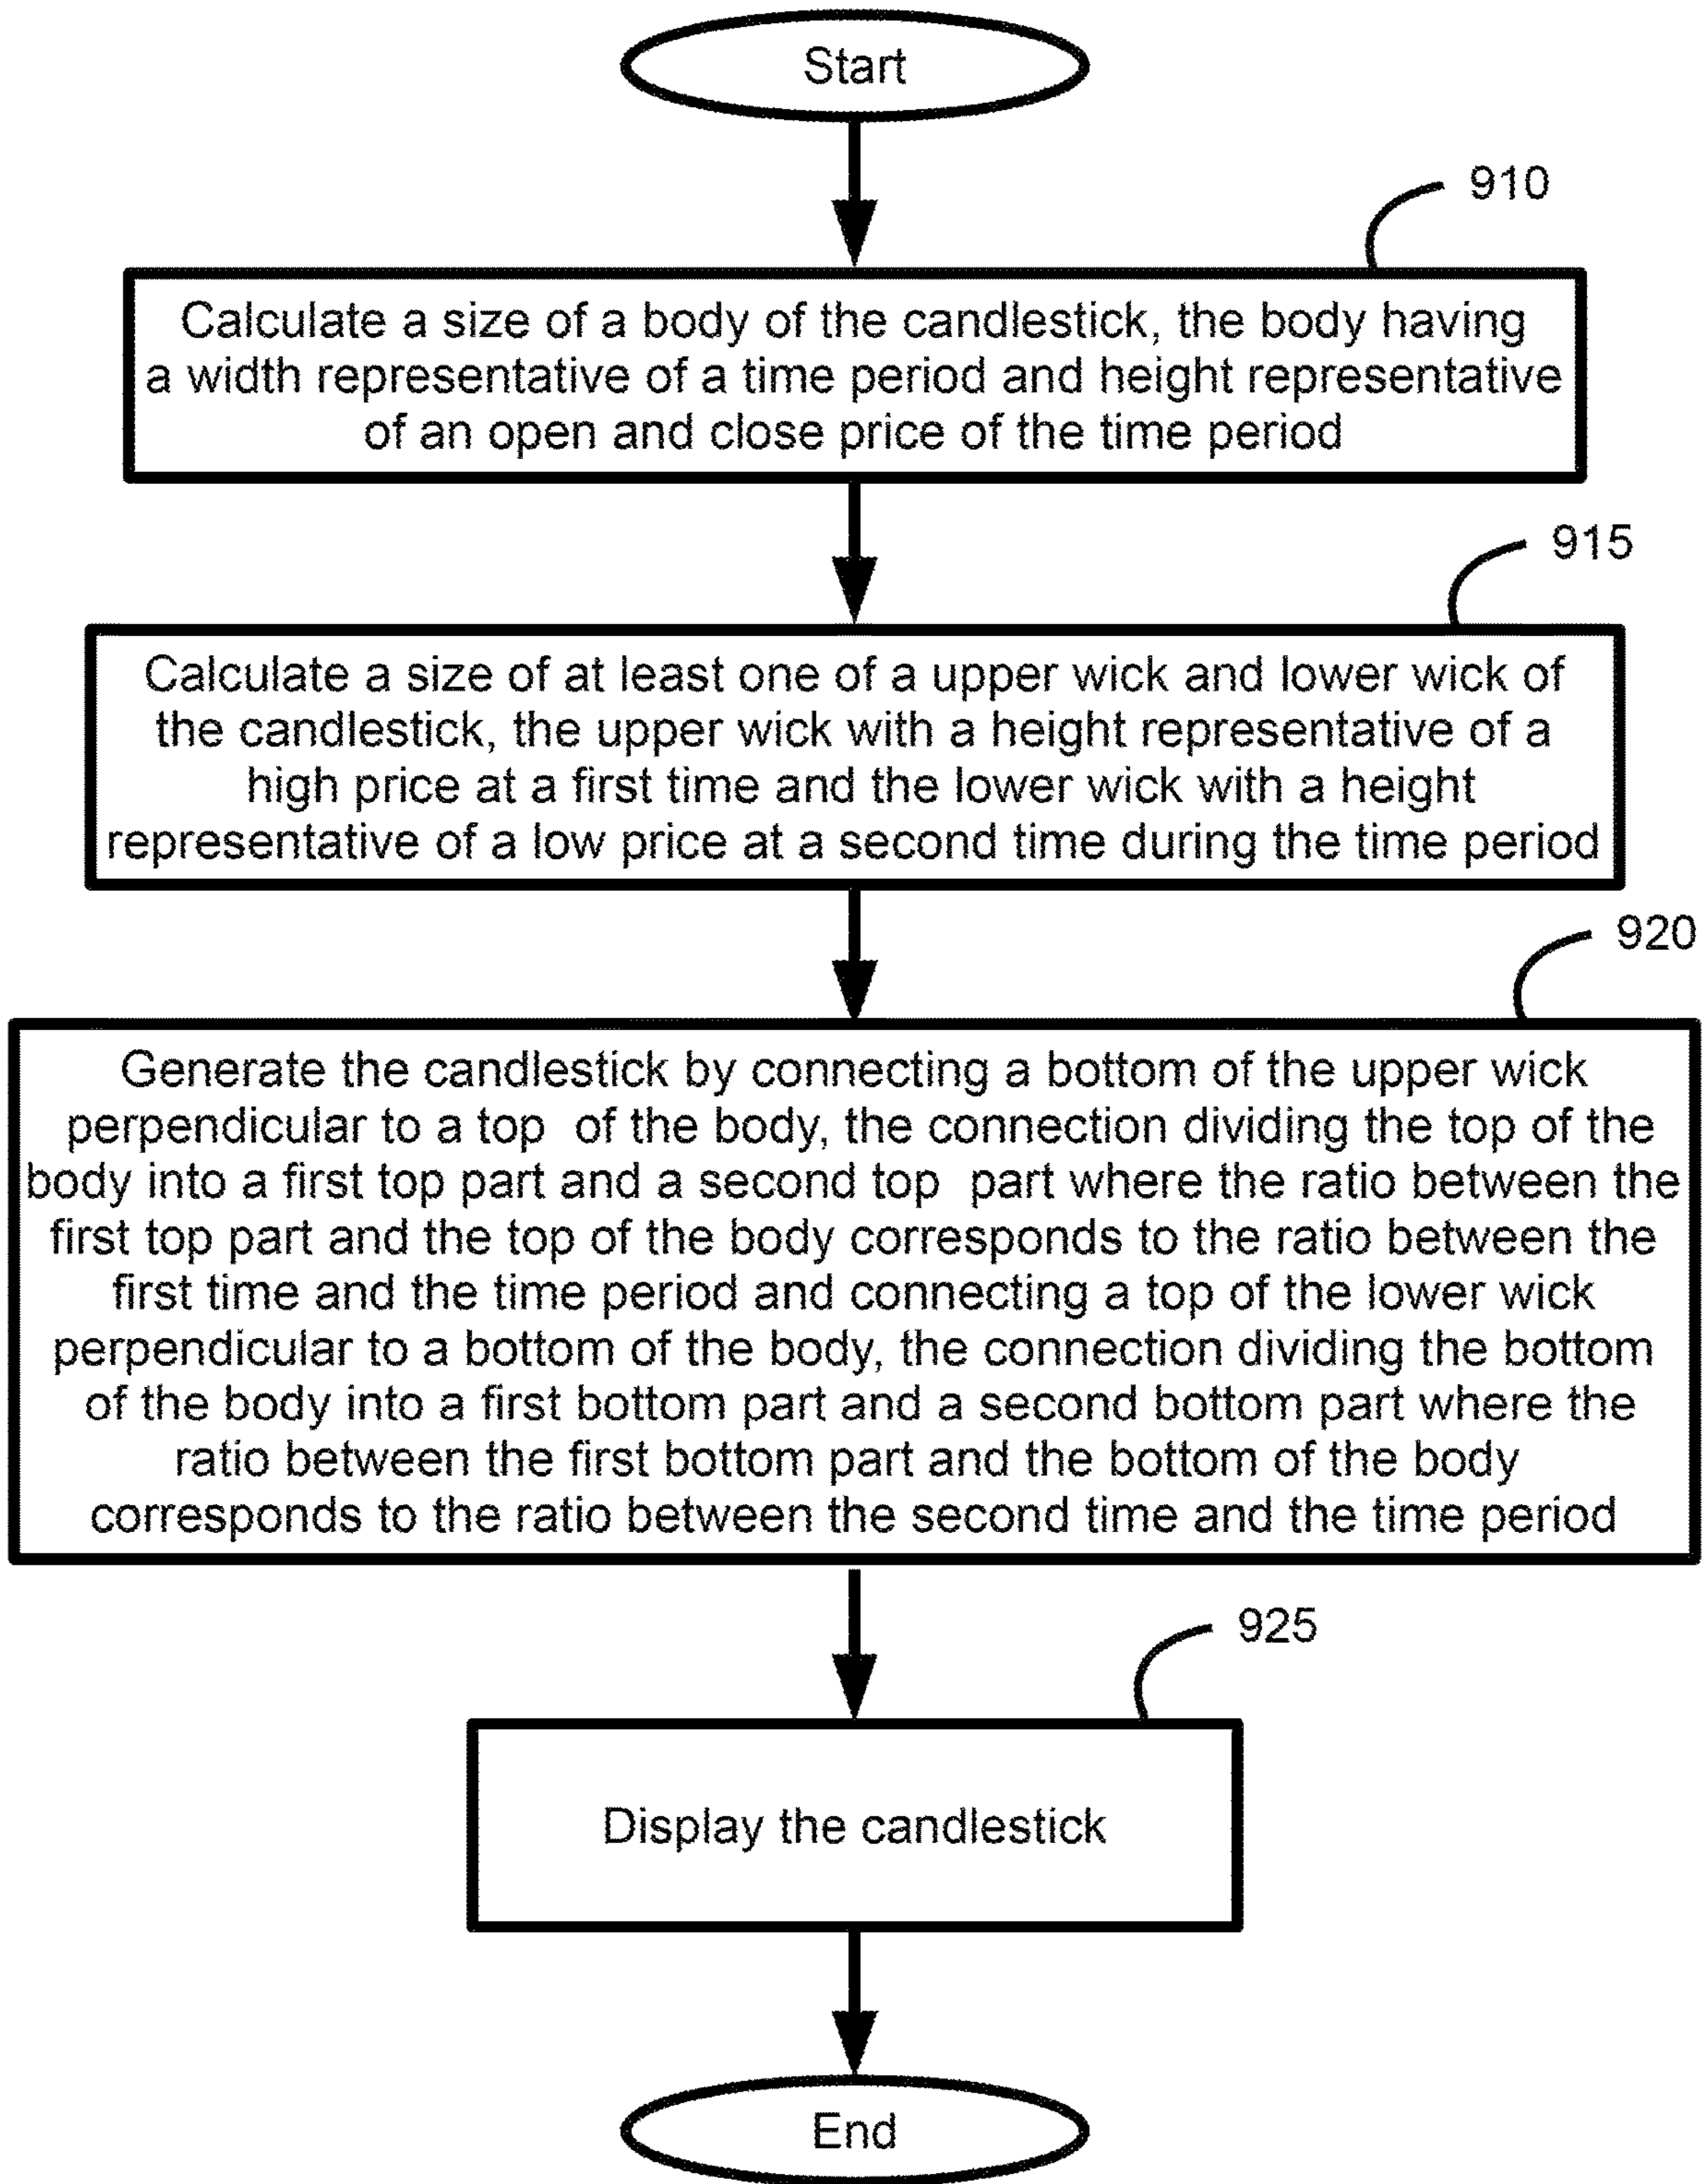 Start
910
Calculate a size of a body of the candlestick, the body having
a width representative of a time period and height representative
of an open and close price of the time period
915
Calculate a size of at least one of a upper wick and lower wick of
the candlestick, the upper wick with a height representative of a
high price at a first time and the lower wick with a height
representative of a low price at a second time during the time period
920
Generate the candlestick by connecting a bottom of the upper wick
perpendicular to a top of the body, the connection dividing the top of the
body into a first top part and a second top part where the ratio between the
first top part and the top of the body corresponds to the ratio between the
first time and the time period and connecting a top of the lower wick
perpendicular to a bottom of the body, the connection dividing the bottom
of the body into a first bottom part and a second bottom part where the
ratio between the first bottom part and the bottom of the body
corresponds to the ratio between the second time and the time period
925
Display the candlestick
End